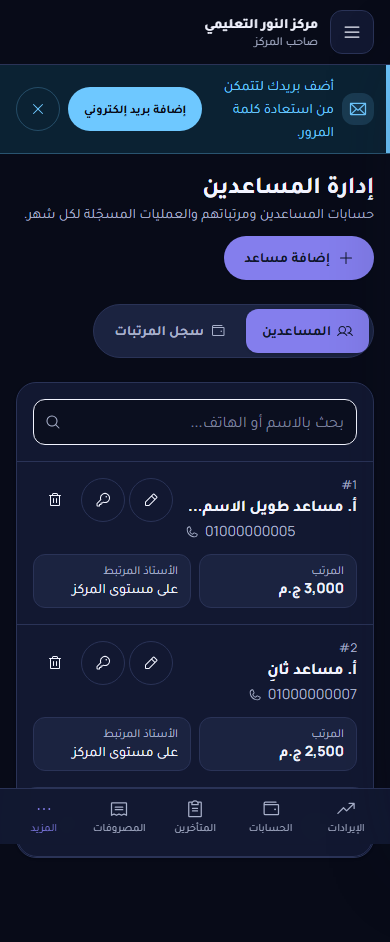 مركز النور التعليمي
صاحب المركز
أضف بريدك لتتمكن
من استعادة كلمة
المرور.
إضافة بريد إلكتروني
إدارة المساعدين
حسابات المساعدين ومرتباتهم والعمليات المسجّلة لكل شهر.
إضافة مساعد
المساعدين
سجل المرتبات
بحث بالاسم أو الهاتف...
#1
أ. مساعد طويل الاسم...
01000000005
المرتب
3,000 ج.م
الأستاذ المرتبط
على مستوى المركز
#2
أ. مساعد ثانٍ
01000000007
المرتب
2,500 ج.م
الأستاذ المرتبط
على مستوى المركز
الإيرادات
الحسابات
المتأخرين
المصروفات
المزيد